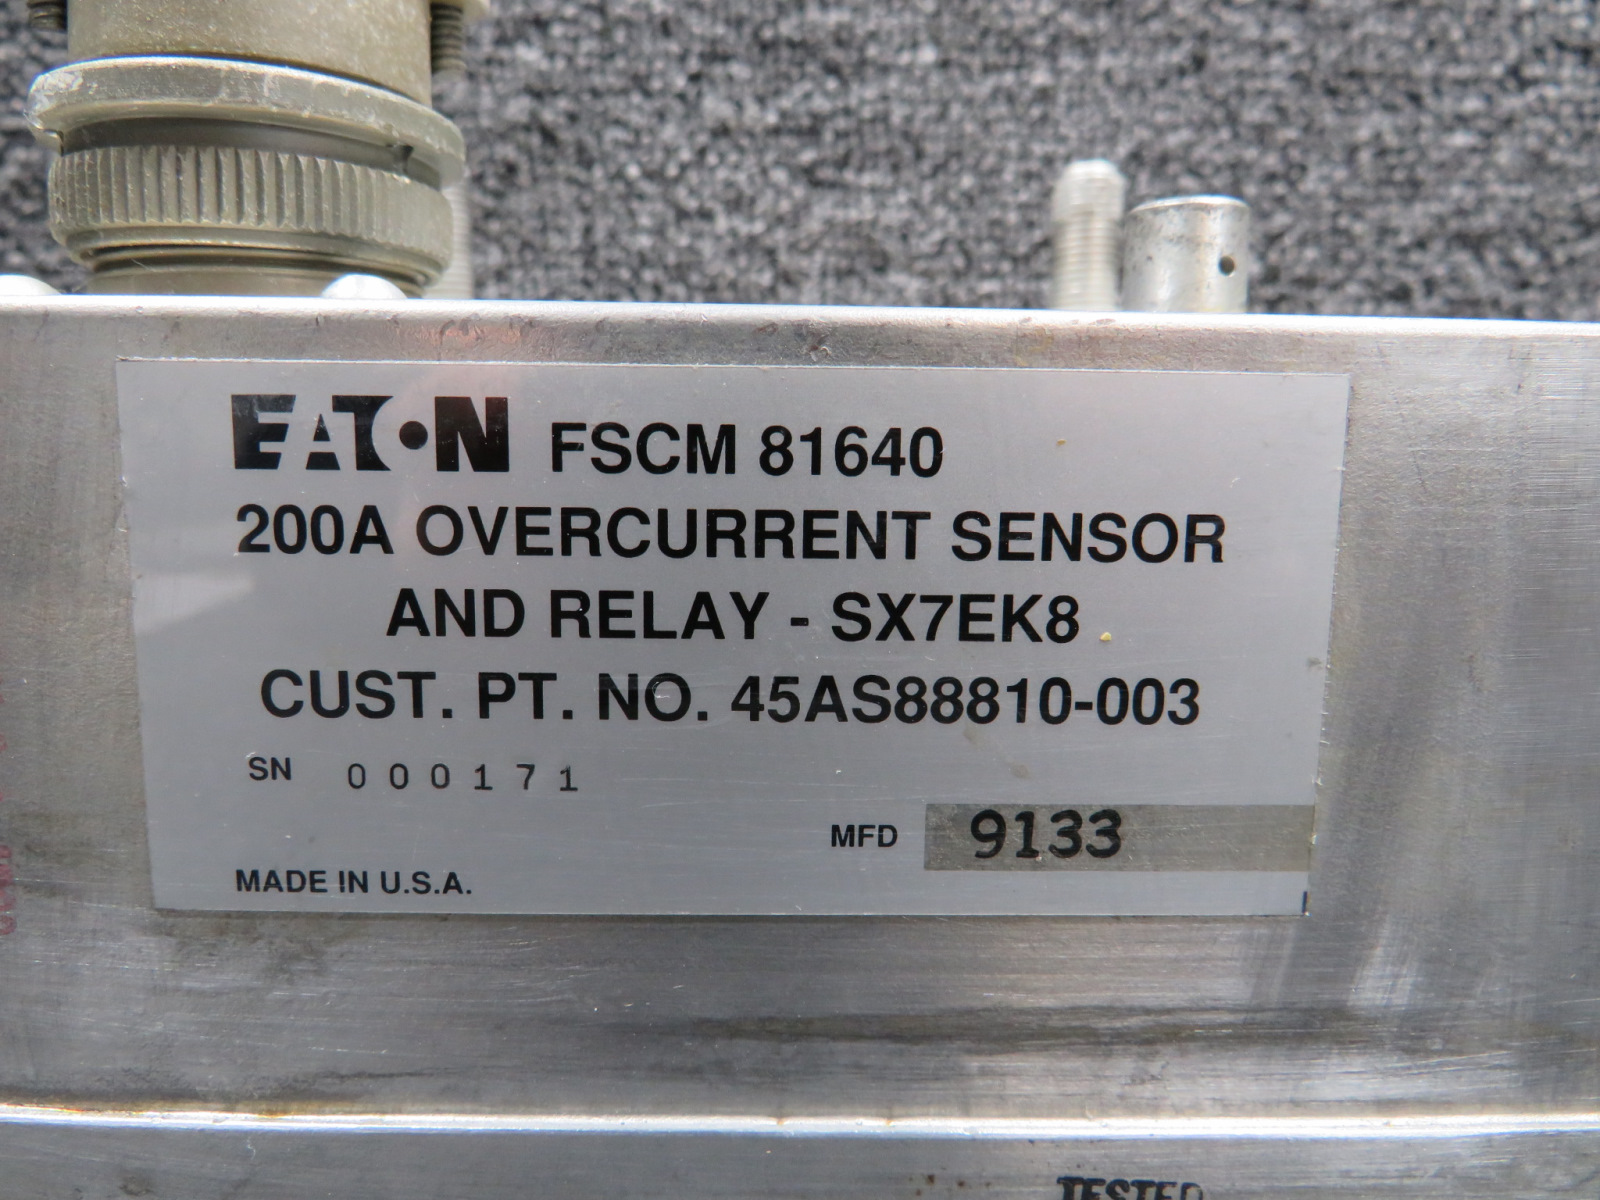 EATON FSCM 81640
200A OVERCURRENT SENSOR
AND RELAY - SX7EK8
CUST. PT. NO. 45AS88810-003
SN 000171
MFD 9133
MADE IN U.S.A.
TESTED